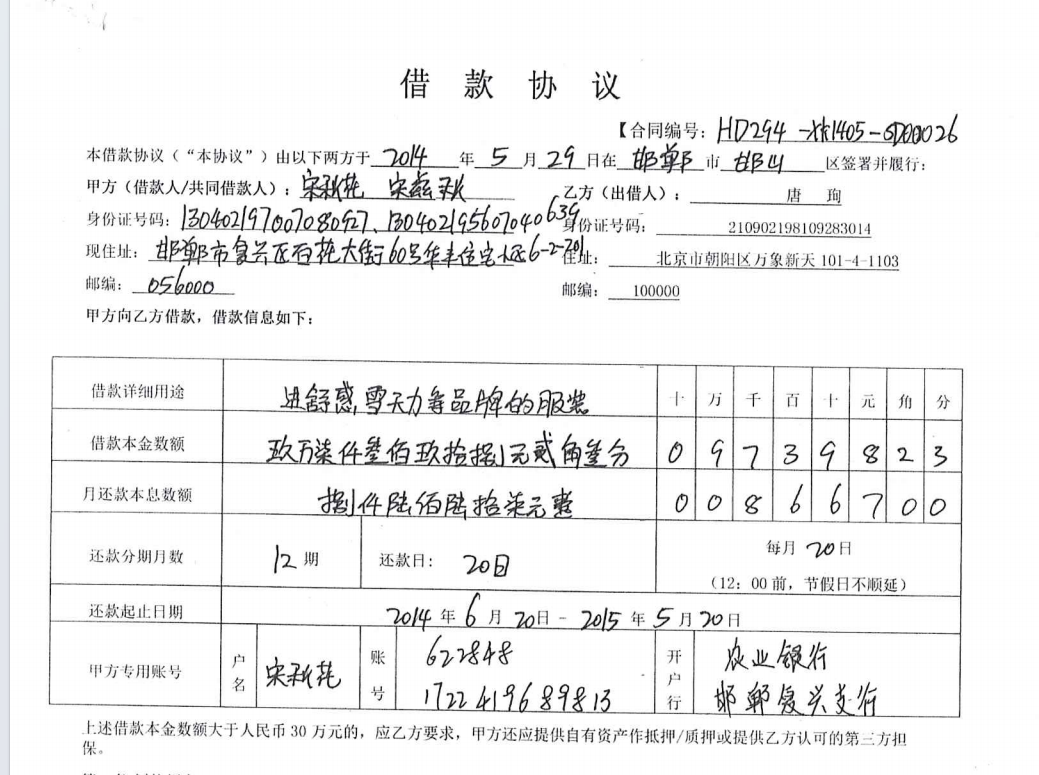 借 款 协 议
【合同编号: HD294 -  1405 - 0D00026
本借款协议(“本协议”)由以下两方于 2014 年 5 月 29 日在 邯郸 市 邯山 区签署并履行:
甲方(借款人/共同借款人): 宋秋花 宋 秋 乙方(出借人): 唐 珣
身份证号码: 130402197007080927、130402195607040639 身份证号码: 210902198109283014
现住址: 邯郸市复兴区百花大街60号华丰住宅小区6-2-201 住址: 北京市朝阳区万象新天 101-4-1103
邮编: 056000 邮编: 100000
甲方向乙方借款,借款信息如下:
借款详细用途 进舒惑,雪天力等品牌的服装 十 万 千 百 十 元 角 分
借款本金数额 玖万柒仟叁佰玖拾捌元贰角叁分 0 9 7 3 9 8 2 3
月还款本息数额 捌仟陆佰陆拾柒元整 0 0 8 6 6 7 0 0
还款分期月数 12 期 还款日: 20日 每月 20 日
(12:00 前,节假日不顺延)
还款起止日期 2014 年 6 月 20 日 - 2015 年 5 月 20 日
甲方专用账号 户名 宋秋花 账号 622848 1722419689813 开户行 农业银行 邯郸复兴支行
上述借款本金数额大于人民币 30 万元的,应乙方要求,甲方还应提供自有资产作抵押/质押或提供乙方认可的第三方担
保。